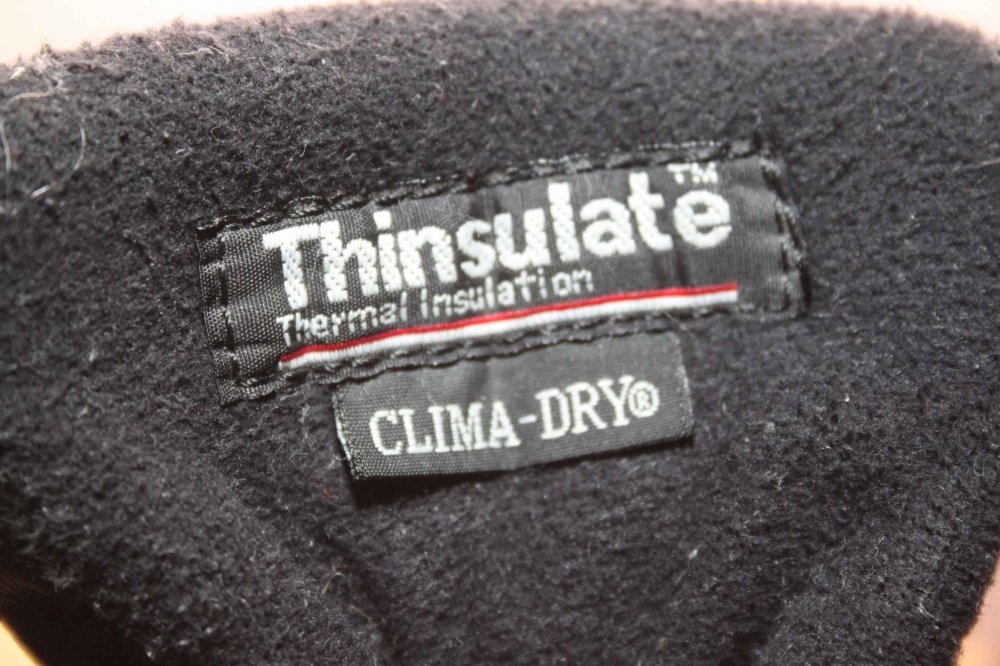 Thinsulate™
Thermal Insulation
CLIMA-DRY®